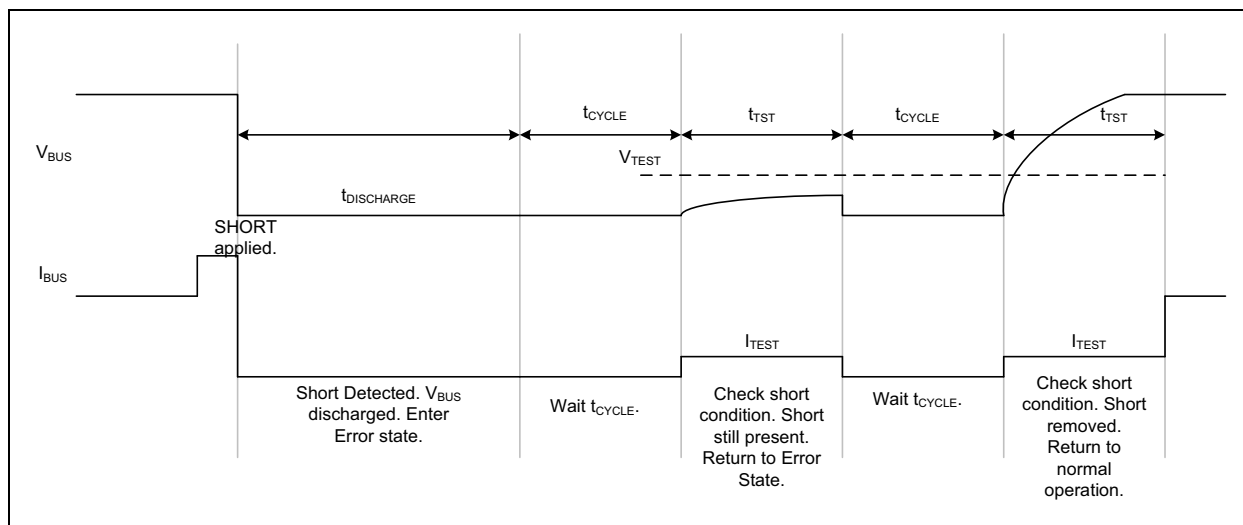 tCYCLE
tTST
tCYCLE
tTST
VBUS
VTEST
tDISCHARGE
SHORT
applied.
IBUS
ITEST
ITEST
Short Detected. VBUS
discharged. Enter
Error state.
Wait tCYCLE.
Check short
condition. Short
still present.
Return to Error
State.
Wait tCYCLE.
Check short
condition. Short
removed.
Return to
normal
operation.